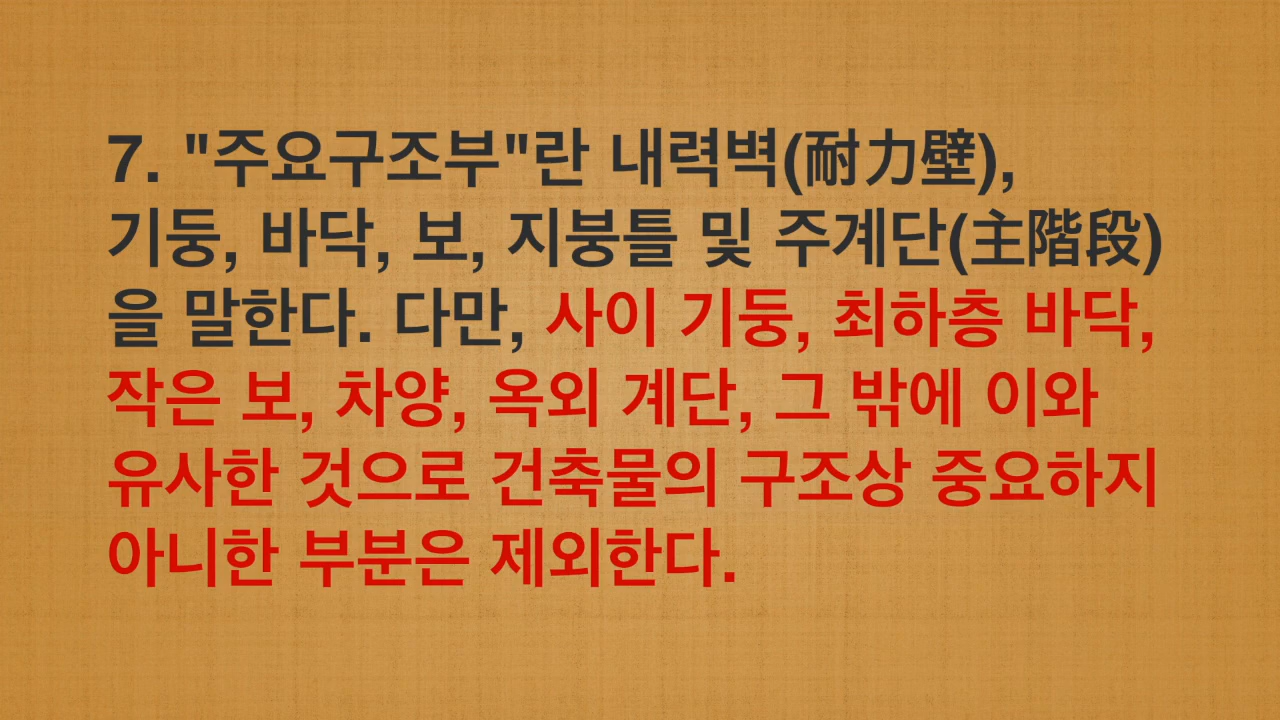 7. "주요구조부"란 내력벽(耐力壁),
기둥, 바닥, 보, 지붕틀 및 주계단(主階段)
을 말한다. 다만, 사이 기둥, 최하층 바닥,
작은 보, 차양, 옥외 계단, 그 밖에 이와
유사한 것으로 건축물의 구조상 중요하지
아니한 부분은 제외한다.